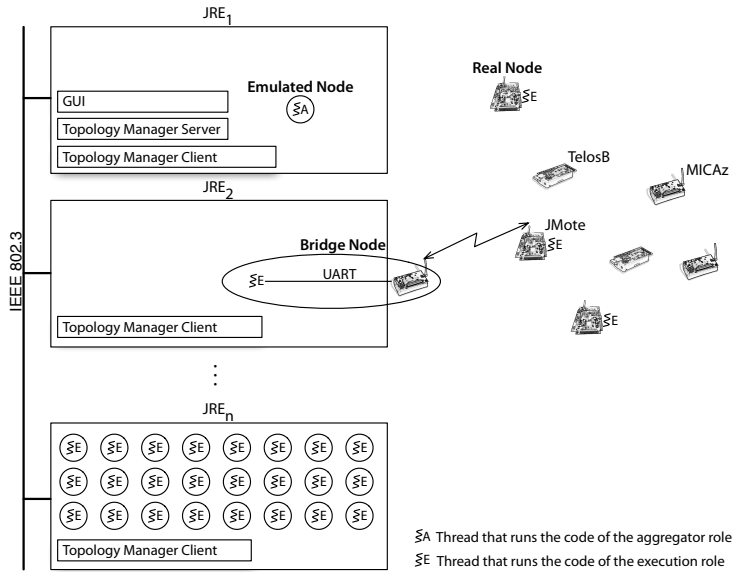 JRE1
GUI
Topology Manager Server
Topology Manager Client
Emulated Node
A
Real Node
E
TelosB
MICAz
JMote
E
E
IEEE 802.3
JRE2
Bridge Node
E
UART
Topology Manager Client
JREn
E E E E E E E E
E E E E E E E E
E E E E E E E E
Topology Manager Client
A Thread that runs the code of the aggregator role
E Thread that runs the code of the execution role